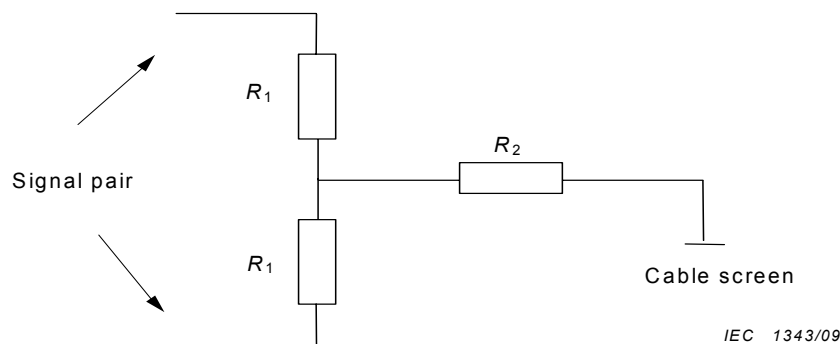 R1
R2
Signal pair
R1
Cable screen
IEC 1343/09